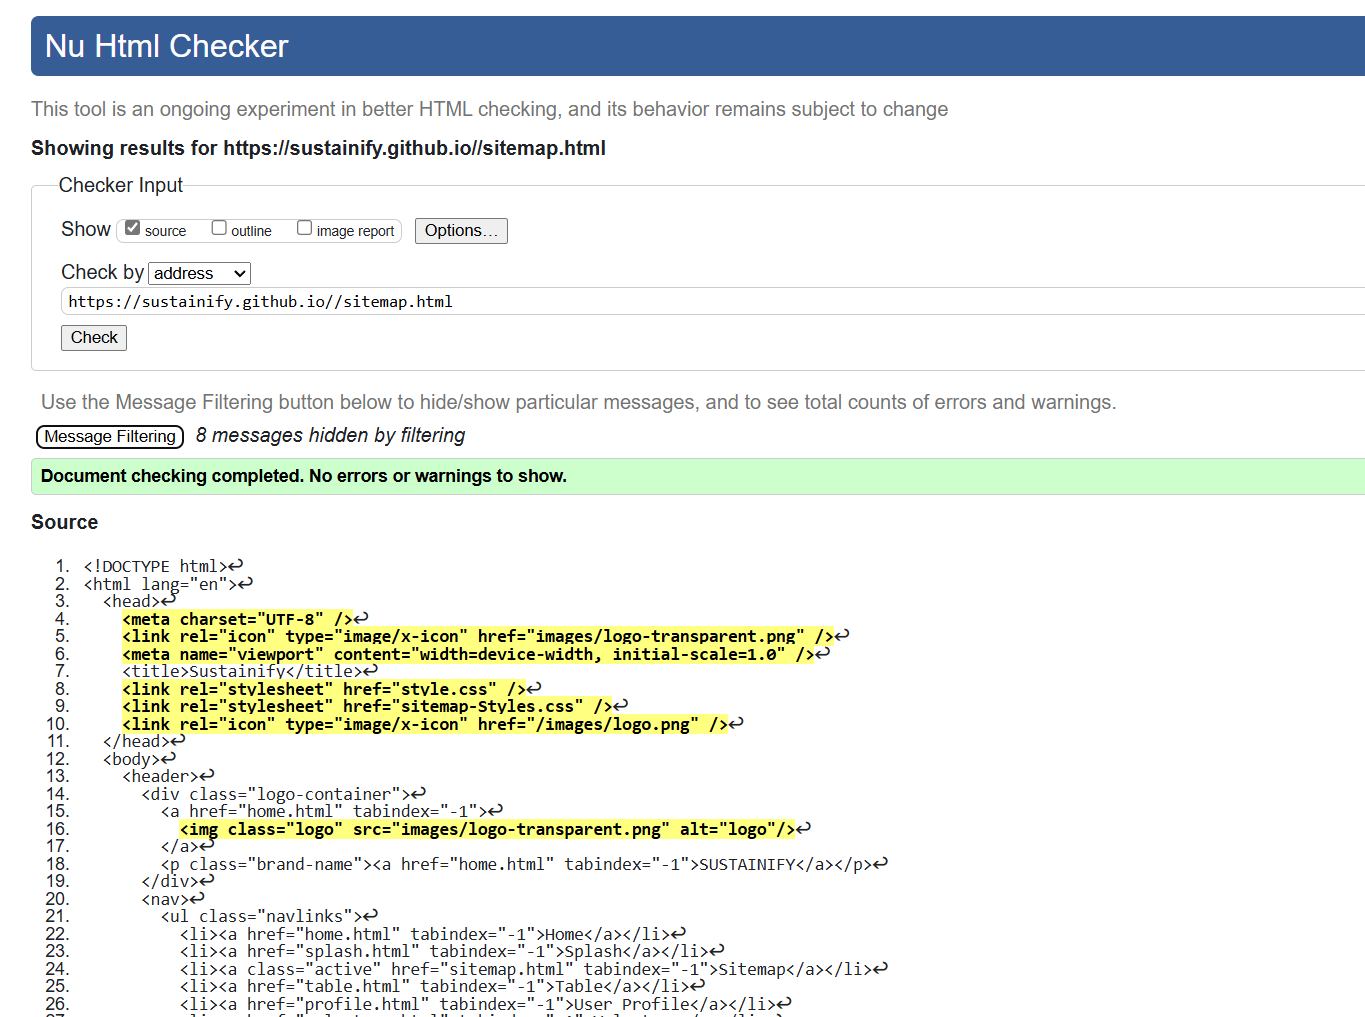 Nu Html Checker
This tool is an ongoing experiment in better HTML checking, and its behavior remains subject to change
Showing results for https://sustainify.github.io//sitemap.html
Checker Input
Show source outline image report Options...
Check by address
https://sustainify.github.io//sitemap.html
Check
Use the Message Filtering button below to hide/show particular messages, and to see total counts of errors and warnings.
Message Filtering 8 messages hidden by filtering
Document checking completed. No errors or warnings to show.
Source
1. <!DOCTYPE html>↩
2. <html lang="en">↩
3. <head>↩
4. <meta charset="UTF-8" />↩
5. <link rel="icon" type="image/x-icon" href="images/logo-transparent.png" />↩
6. <meta name="viewport" content="width=device-width, initial-scale=1.0" />↩
7. <title>Sustainify</title>↩
8. <link rel="stylesheet" href="style.css" />↩
9. <link rel="stylesheet" href="sitemap-Styles.css" />↩
10. <link rel="icon" type="image/x-icon" href="/images/logo.png" />↩
11. </head>↩
12. <body>↩
13. <header>↩
14. <div class="logo-container">↩
15. <a href="home.html" tabindex="-1">↩
16. <img class="logo" src="images/logo-transparent.png" alt="logo"/>↩
17. </a>↩
18. <p class="brand-name"><a href="home.html" tabindex="-1">SUSTAINIFY</a></p>↩
19. </div>↩
20. <nav>↩
21. <ul class="navlinks">↩
22. <li><a href="home.html" tabindex="-1">Home</a></li>↩
23. <li><a href="splash.html" tabindex="-1">Splash</a></li>↩
24. <li><a class="active" href="sitemap.html" tabindex="-1">Sitemap</a></li>↩
25. <li><a href="table.html" tabindex="-1">Table</a></li>↩
26. <li><a href="profile.html" tabindex="-1">User Profile</a></li>↩